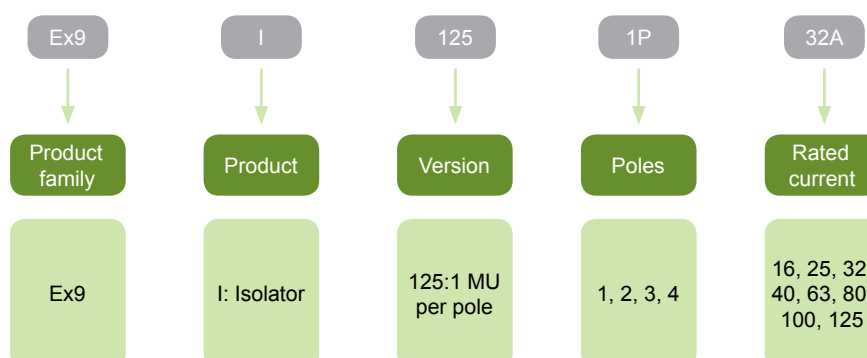 Ex9
I
125
1P
32A
Product
family
Product
Version
Poles
Rated
current
Ex9
I: Isolator
125:1 MU
per pole
1, 2, 3, 4
16, 25, 32
40, 63, 80
100, 125